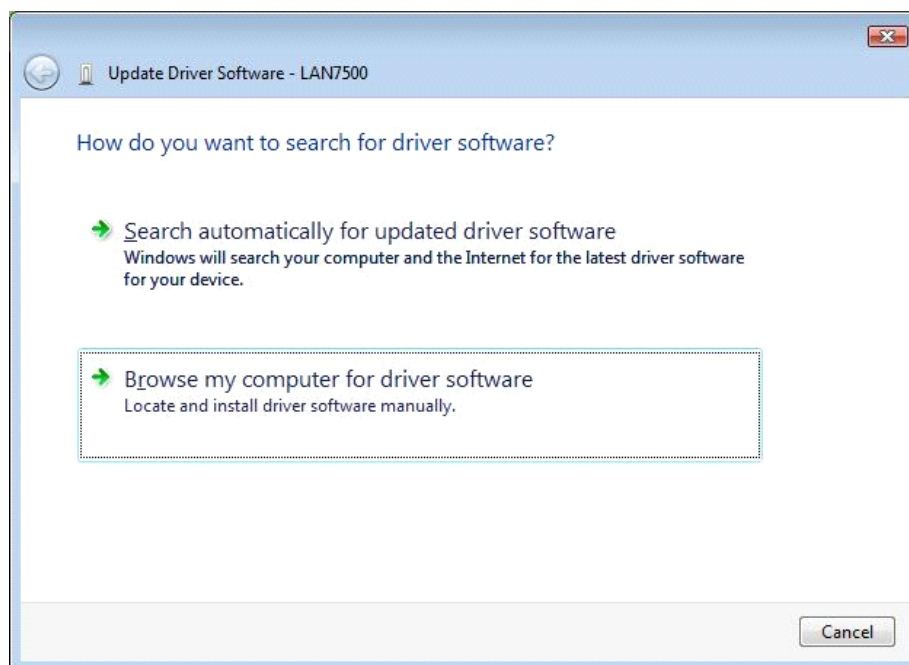 Update Driver Software - LAN7500
How do you want to search for driver software?
Search automatically for updated driver software
Windows will search your computer and the Internet for the latest driver software
for your device.
Browse my computer for driver software
Locate and install driver software manually.
Cancel